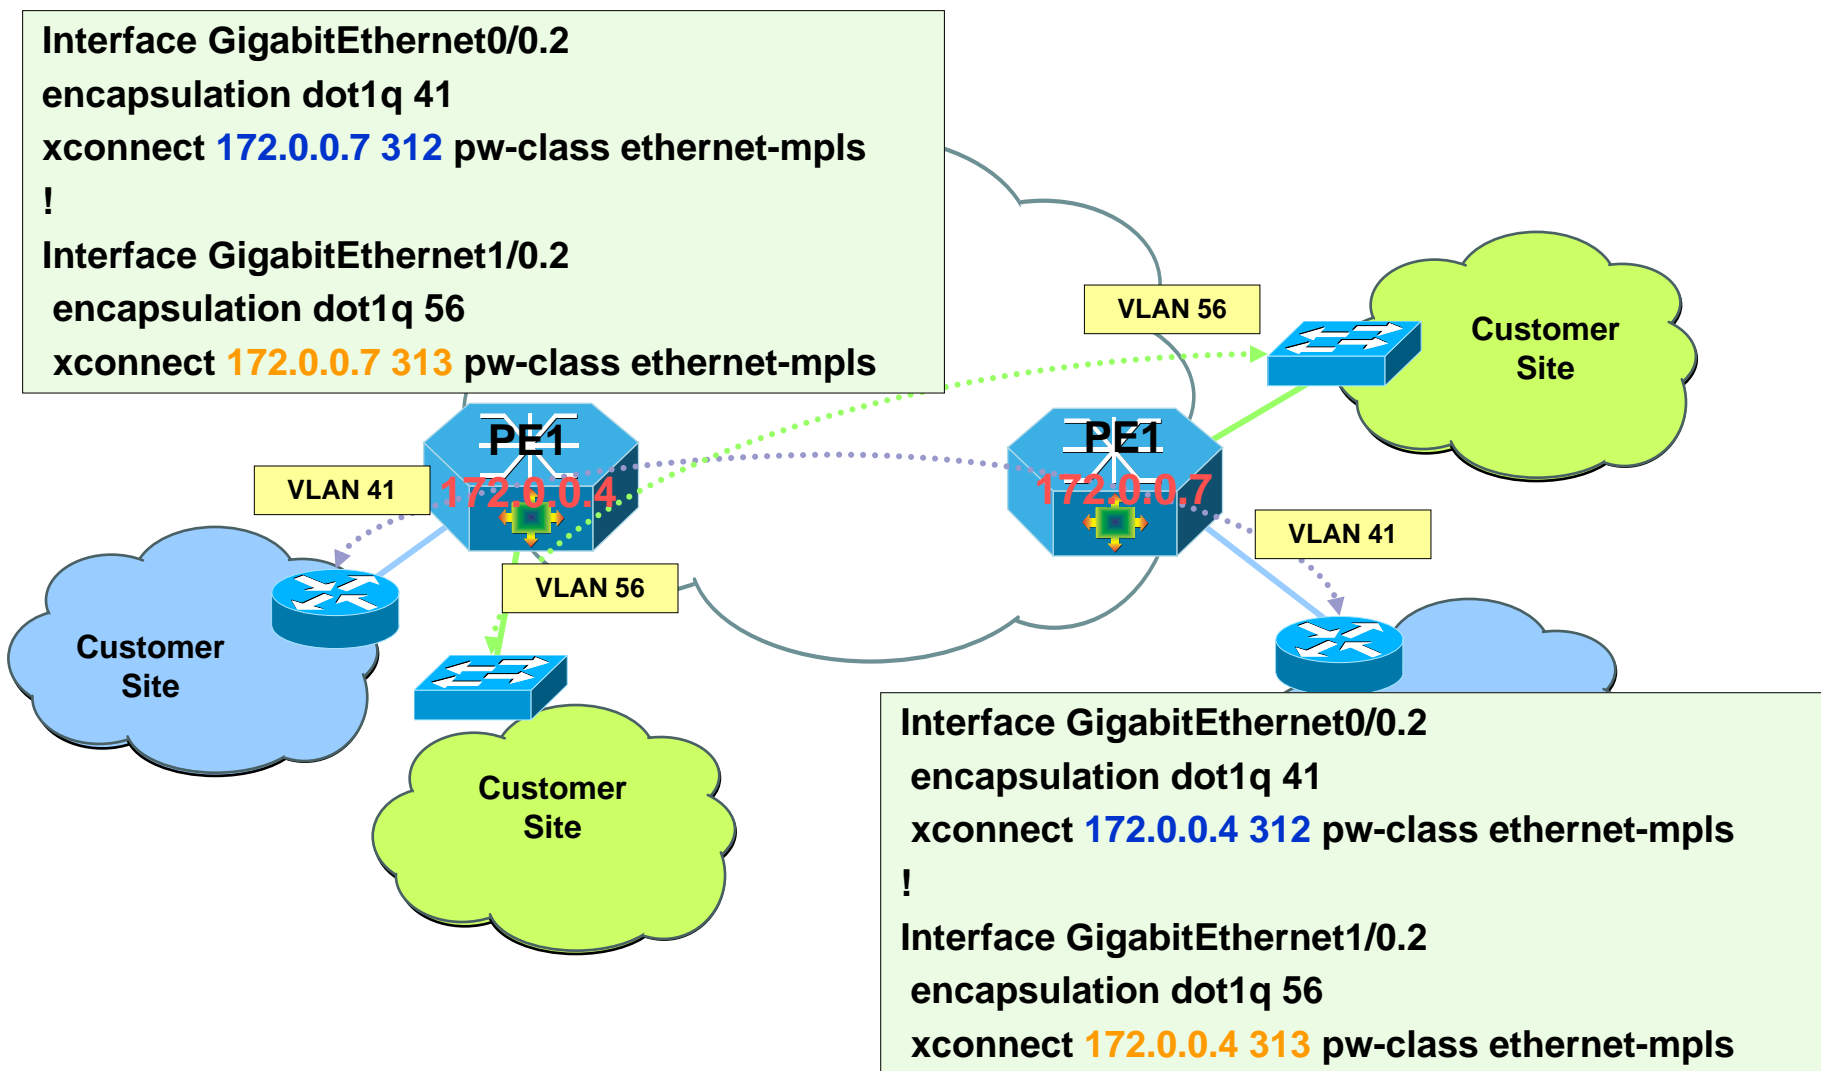 Interface GigabitEthernet0/0.2
encapsulation dot1q 41
xconnect 172.0.0.7 312 pw-class ethernet-mpls
!
Interface GigabitEthernet1/0.2
encapsulation dot1q 56
xconnect 172.0.0.7 313 pw-class ethernet-mpls
VLAN 56
Customer
Site
PE1
172.0.0.4
PE1
172.0.0.7
VLAN 41
VLAN 41
VLAN 56
Customer
Site
Customer
Site
Interface GigabitEthernet0/0.2
encapsulation dot1q 41
xconnect 172.0.0.4 312 pw-class ethernet-mpls
!
Interface GigabitEthernet1/0.2
encapsulation dot1q 56
xconnect 172.0.0.4 313 pw-class ethernet-mpls